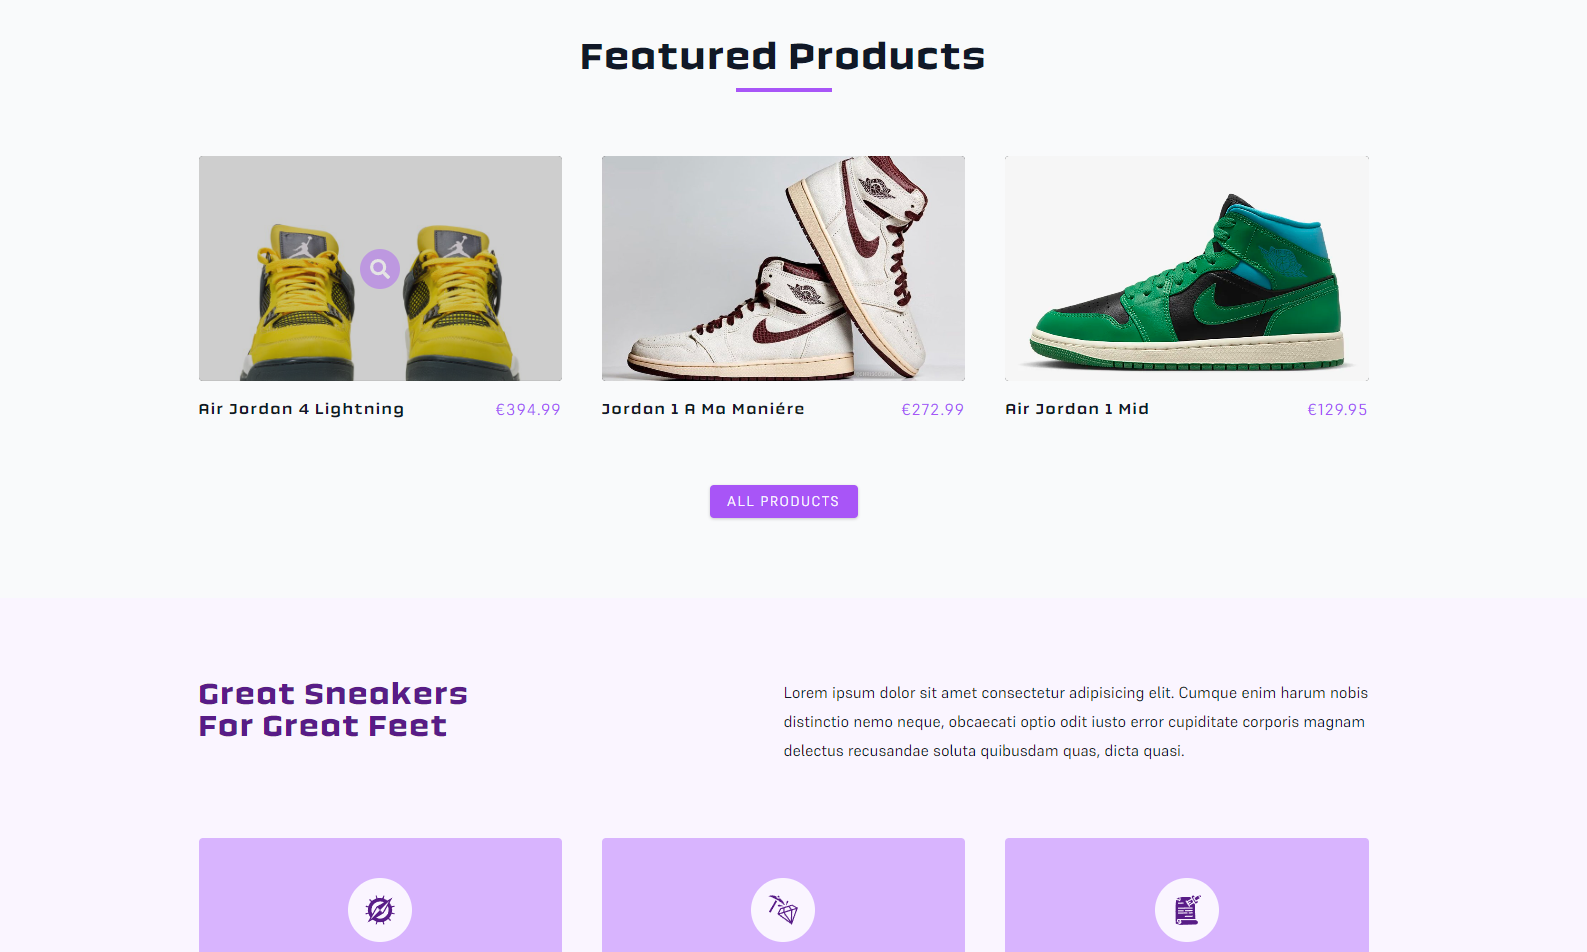 Featured Products
Air Jordan 4 Lightning
€394.99
Jordan 1 A Ma Maniére
€272.99
Air Jordan 1 Mid
€129.95
ALL PRODUCTS
Great Sneakers
For Great Feet
Lorem ipsum dolor sit amet consectetur adipisicing elit. Cumque enim harum nobis
distinctio nemo neque, obcaecati optio odit iusto error cupiditate corporis magnam
delectus recusandae soluta quibusdam quas, dicta quasi.